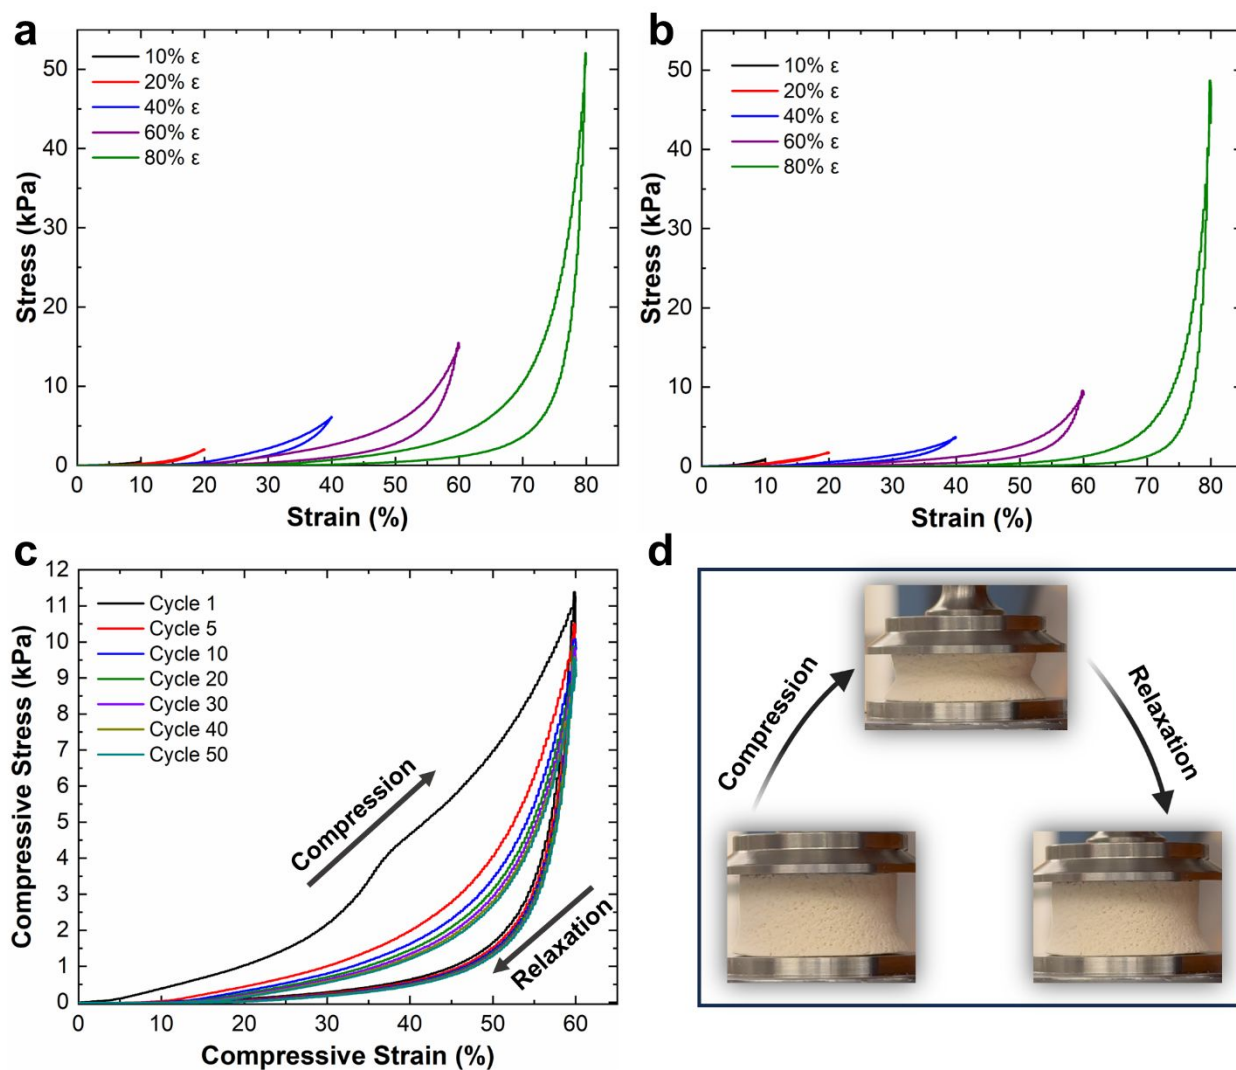 a
10% ε
20% ε
40% ε
60% ε
80% ε
50
40
30
20
10
0
0 10 20 30 40 50 60 70 80
Stress (kPa)
Strain (%)
b
10% ε
20% ε
40% ε
60% ε
80% ε
50
40
30
20
10
0
0 10 20 30 40 50 60 70 80
Stress (kPa)
Strain (%)
c
12
11
10
9
8
7
6
5
4
3
2
1
0
Cycle 1
Cycle 5
Cycle 10
Cycle 20
Cycle 30
Cycle 40
Cycle 50
Compression
Relaxation
0 10 20 30 40 50 60
Compressive Stress (kPa)
Compressive Strain (%)
d
Compression
Relaxation